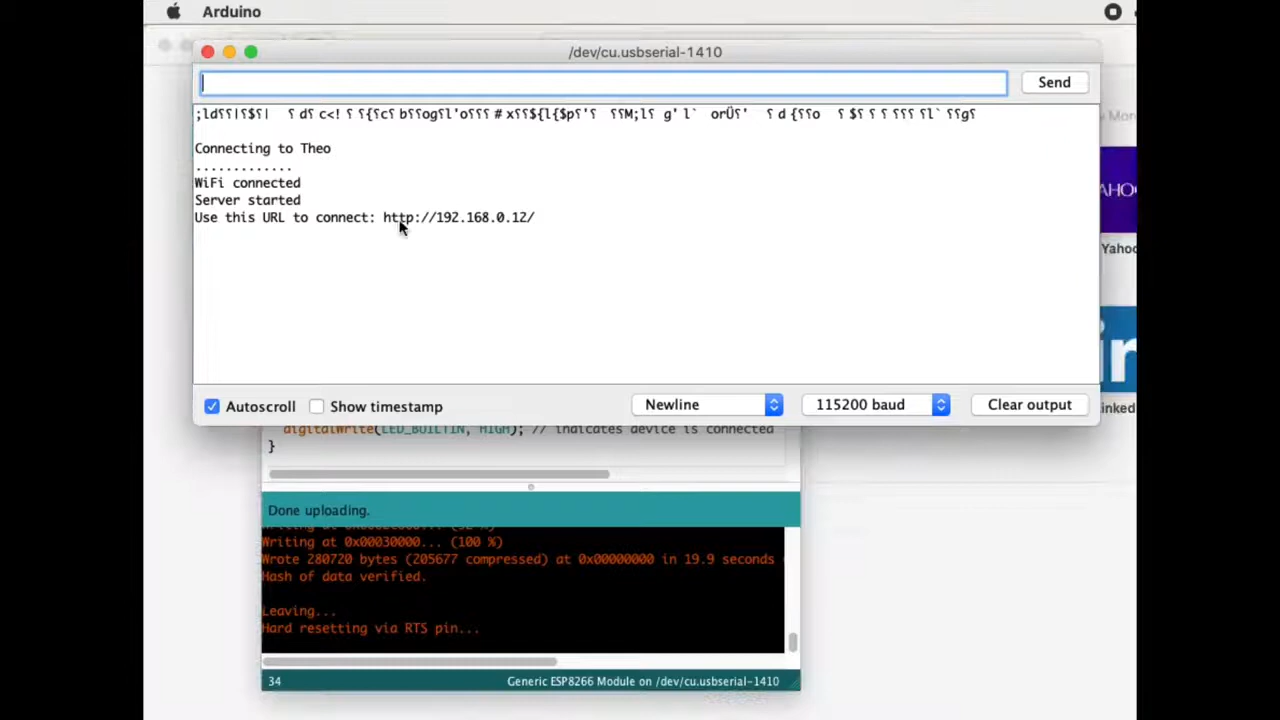 Arduino
/dev/cu.usbserial-1410
Send
Connecting to Theo
.............
WiFi connected
Server started
Use this URL to connect: http://192.168.0.12/
Yahoo
Autoscroll
Show timestamp
Newline
115200 baud
Clear output
digitalWrite(LED_BUILTIN, HIGH); // indicates device is connected
}
Done uploading.
Writing at 0x00030000... (100 %)
Wrote 280720 bytes (205677 compressed) at 0x00000000 in 19.9 seconds
Hash of data verified.
Leaving...
Hard resetting via RTS pin...
34
Generic ESP8266 Module on /dev/cu.usbserial-1410